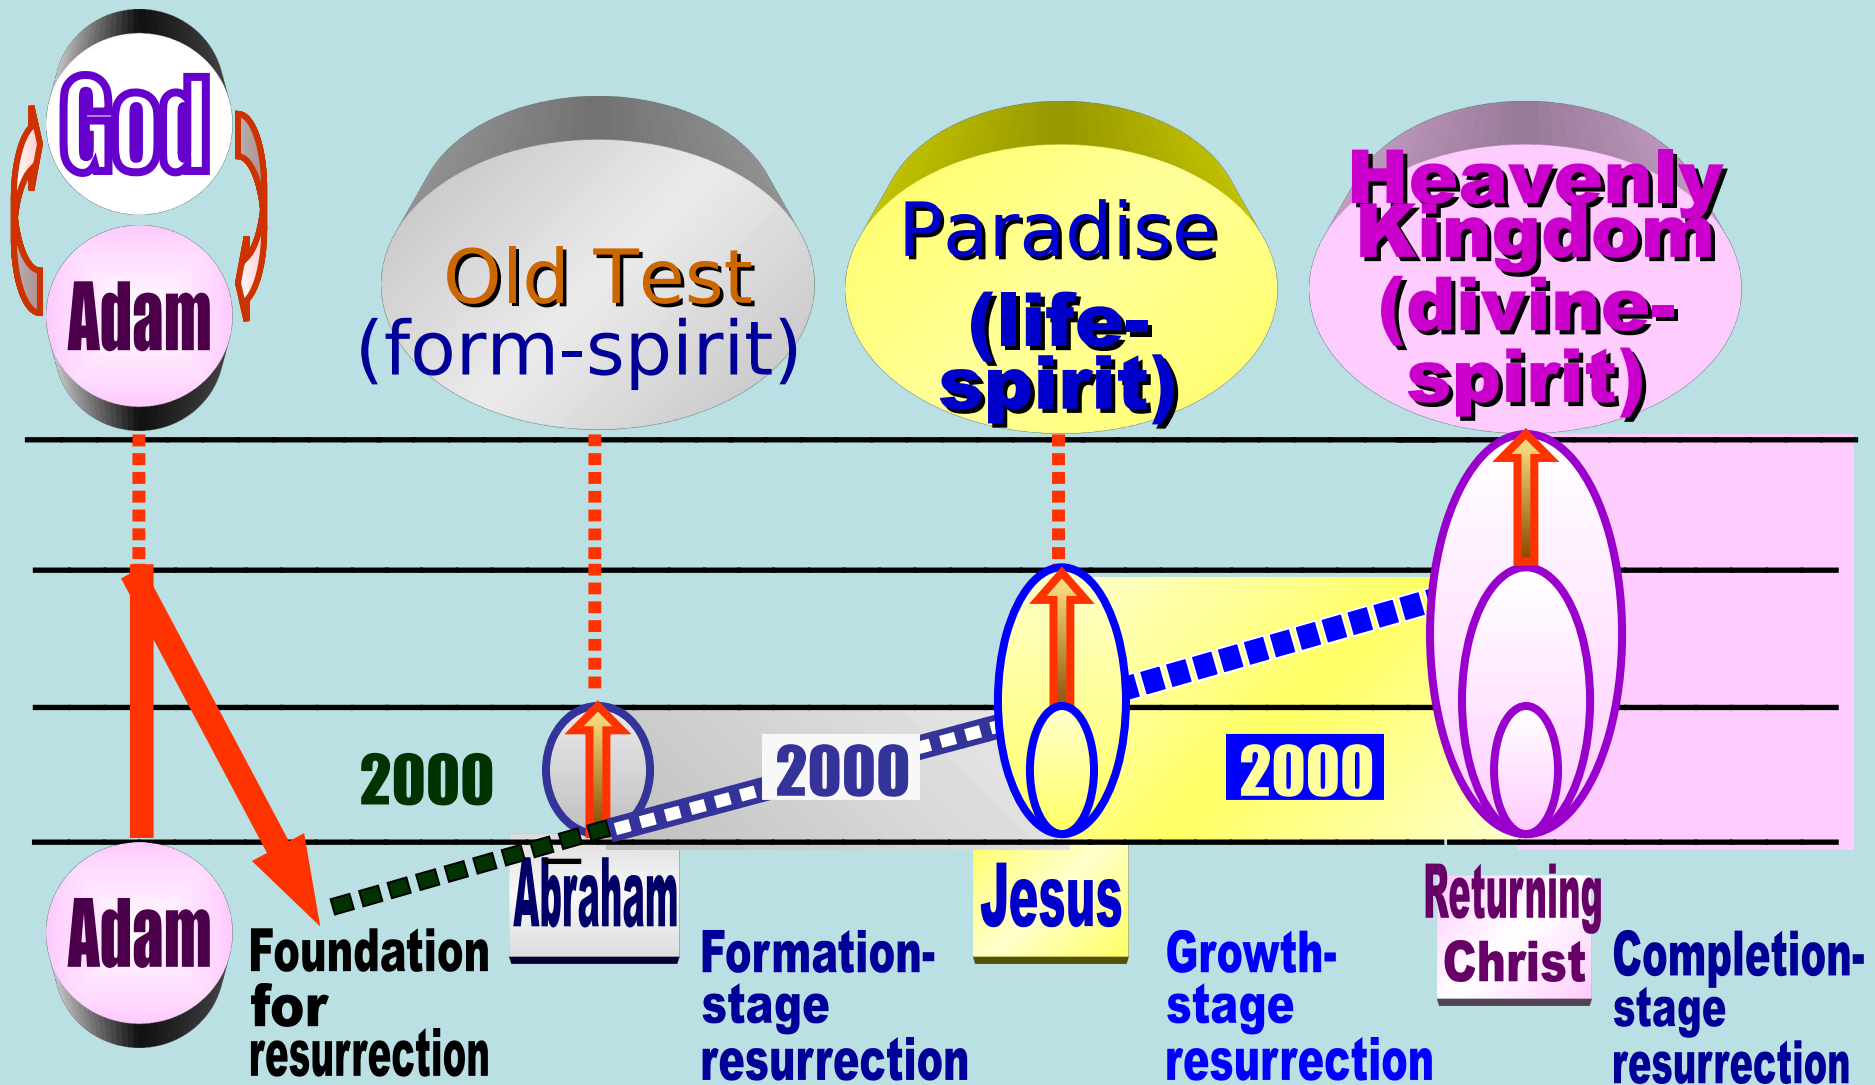 God
Adam
Old Test
(form-spirit)
Paradise
(life-
spirit)
Heavenly
Kingdom
(divine-
spirit)
2000
2000
2000
Adam
Foundation
for
resurrection
Abraham
Formation-
stage
resurrection
Jesus
Growth-
stage
resurrection
Returning
Christ
Completion-
stage
resurrection